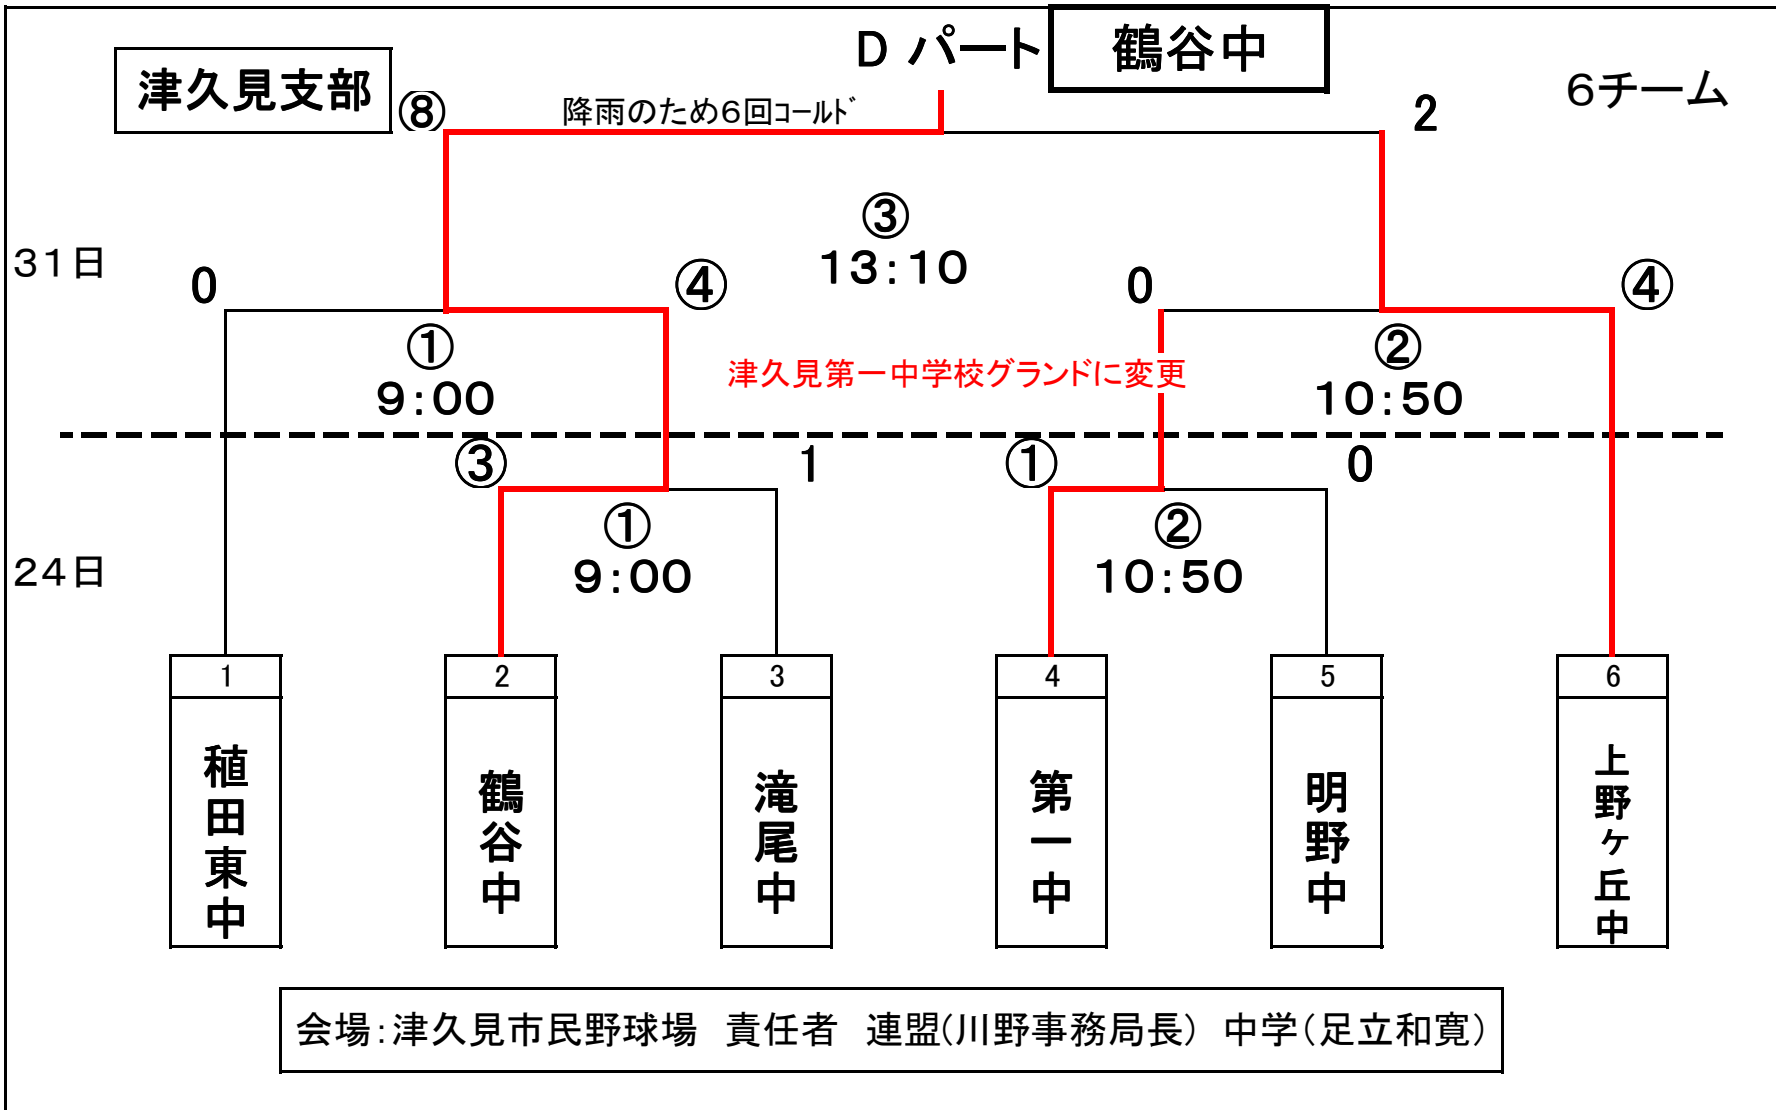 D パート 鶴谷中
津久見支部
6チーム
⑧ 降雨のため6回コールド 2
③
31日
13:10
0 ④ 0 ④
① ②
津久見第一中学校グランドに変更
9:00 10:50
③ 1 ① 0
① ②
24日
9:00 10:50
1 2 3 4 5 6
稙田東中
鶴谷中
滝尾中
第一中
明野中
上野ヶ丘中
会場:津久見市民野球場 責任者 連盟(川野事務局長) 中学(足立和寛)